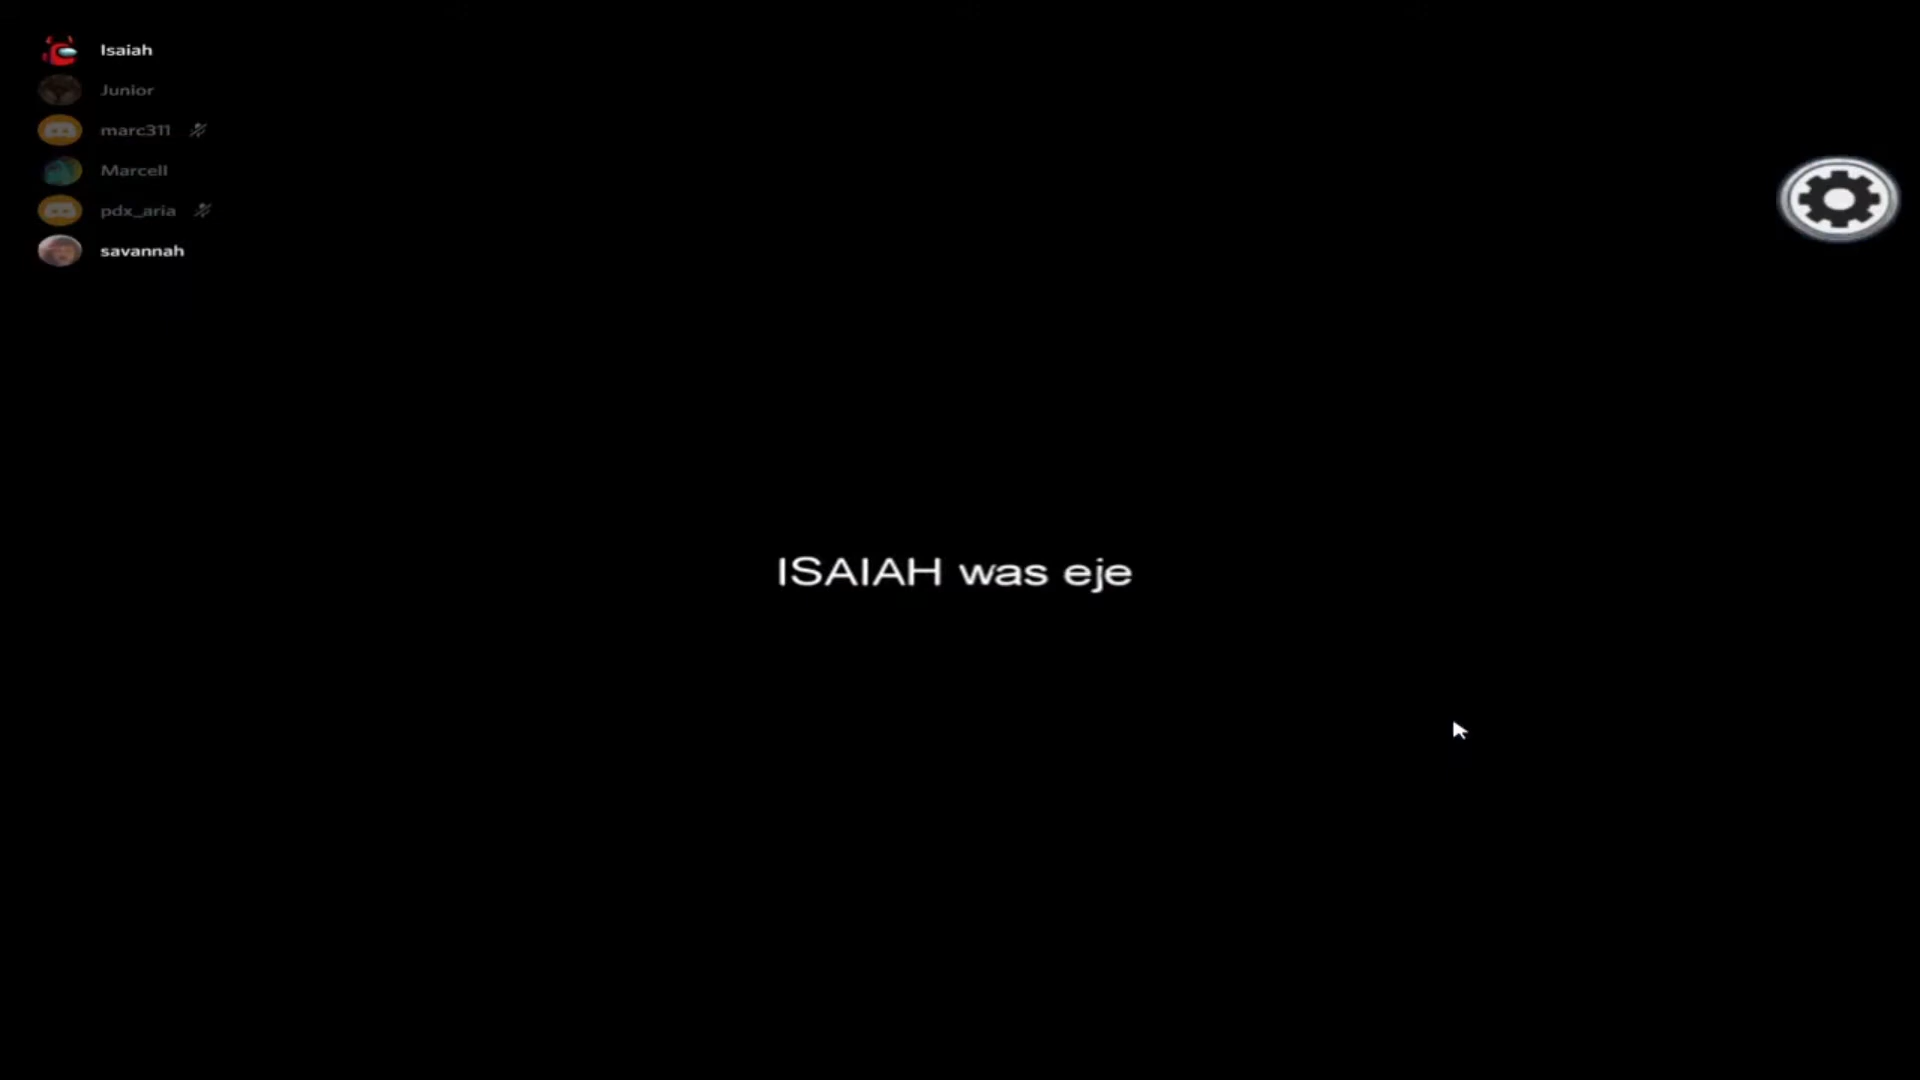 Isaiah
Junior
marc311
Marcell
pdx_aria
savannah
ISAIAH was eje